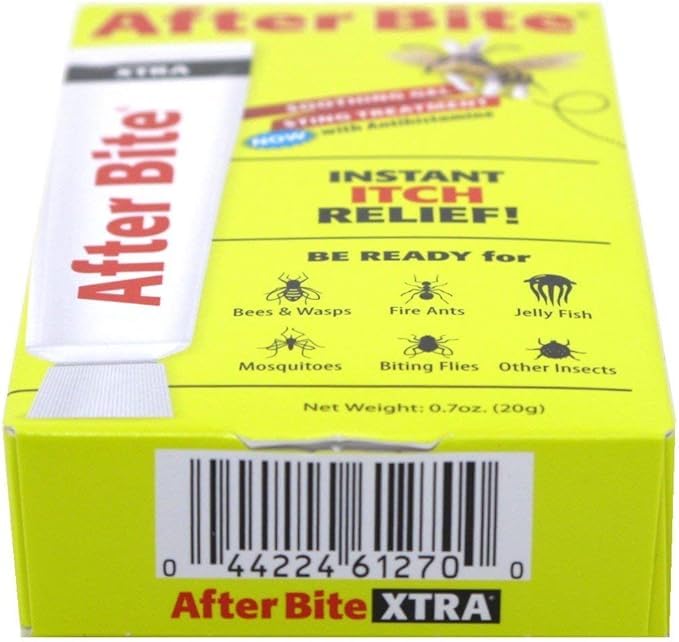 After Bite®
XTRA
After Bite®
SOOTHING GEL
STING TREATMENT
NOW with Antihistamine
INSTANT
ITCH
RELIEF!
BE READY for
Bees & Wasps
Fire Ants
Jelly Fish
Mosquitoes
Biting Flies
Other Insects
Net Weight: 0.7oz. (20g)
0 44224 61270 0
After Bite XTRA®